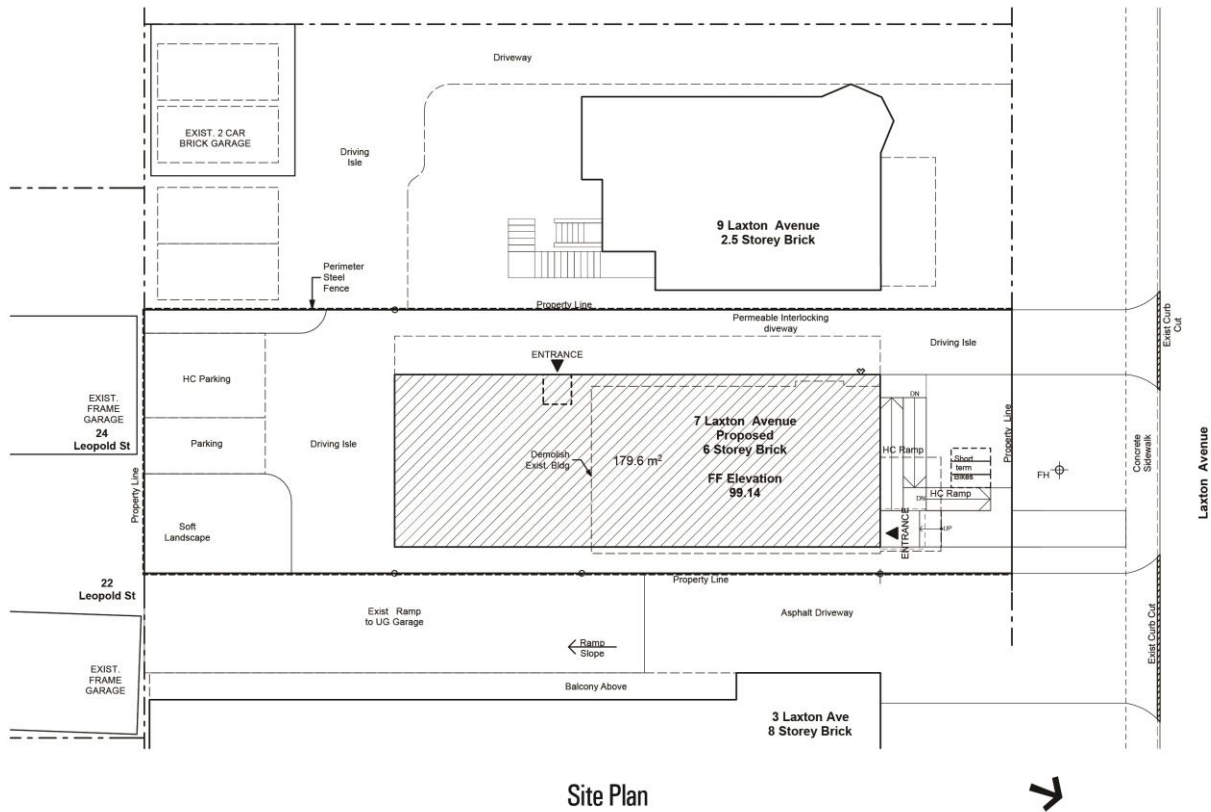 Driveway
EXIST. 2 CAR
BRICK GARAGE
Driving
Isle
9 Laxton Avenue
2.5 Storey Brick
Perimeter
Steel
Fence
Property Line
Permeable Interlocking
diveway
Driving Isle
Exist Curb
Cut
ENTRANCE
HC Parking
EXIST.
FRAME
GARAGE
24
Leopold St
Parking
Driving Isle
7 Laxton Avenue
Proposed
6 Storey Brick
Demolish
Exist. Bldg
179.6 m²
FF Elevation
99.14
DN
HC Ramp
Short
term
Bikes
DN
HC Ramp
UP
ENTRANCE
Property Line
FH
Concrete
Sidewalk
Laxton Avenue
Property Line
Soft
Landscape
22
Leopold St
Property Line
Exist Ramp
to UG Garage
Asphalt Driveway
Ramp
Slope
Exist Curb Cut
EXIST.
FRAME
GARAGE
Balcony Above
3 Laxton Ave
8 Storey Brick
Site Plan